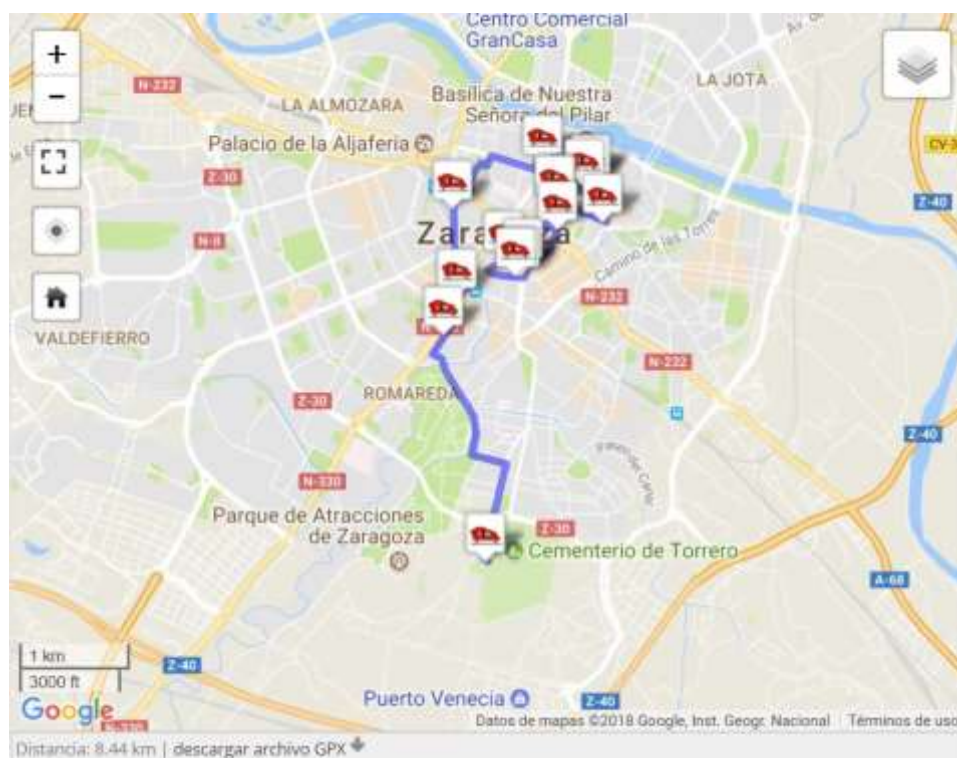 Centro Comercial
GranCasa
+
N-232
LA JOTA
−
LA ALMOZARA
Basílica de Nuestra
Señora del Pilar
Palacio de la Aljafería
Z-30
Z-40
N-II
Camino de las Torres
N-232
VALDEFIERRO
N-232
ROMAREDA
Z-30
Z-40
N-330
Parque de Atracciones
de Zaragoza
Z-30
Cementerio de Torrero
A-68
1 km
3000 ft
Z-40
Puerto Venecia
Z-40
Google
N-330
Datos de mapas ©2018 Google, Inst. Geogr. Nacional
Términos de uso
Distancia: 8.44 km | descargar archivo GPX